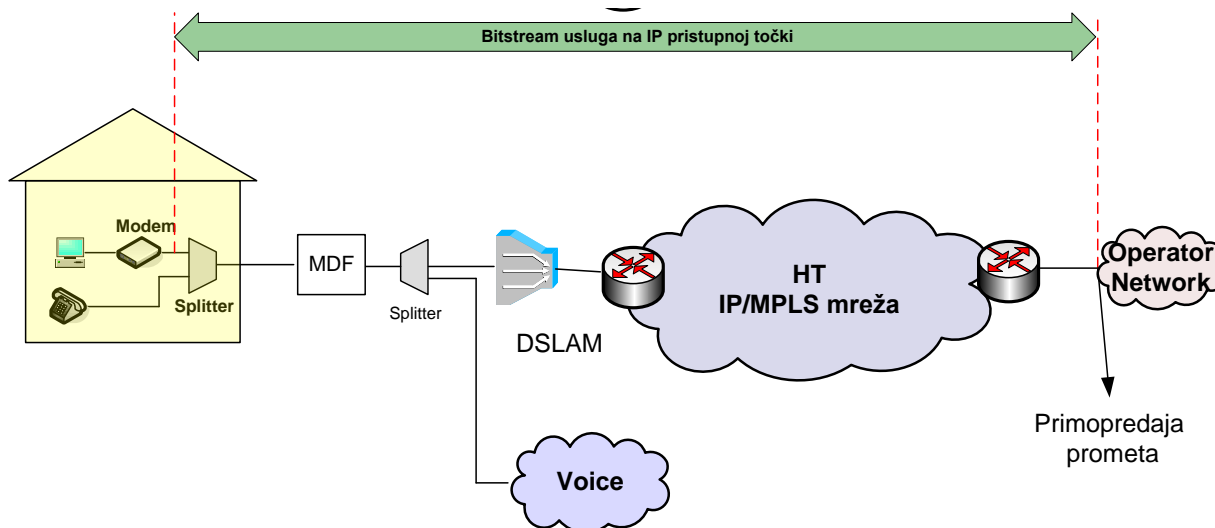 Bitstream usluga na IP pristupnoj točki
Modem
Splitter
MDF
Splitter
DSLAM
HT
IP/MPLS mreža
Operator
Network
Primopredaja
prometa
Voice